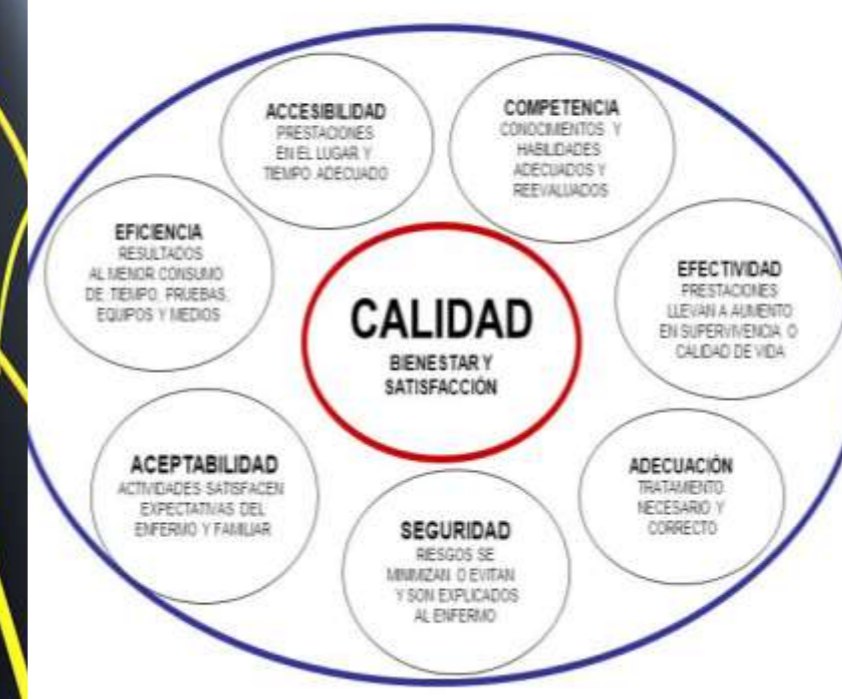 ACCESIBILIDAD
PRESTACIONES
EN EL LUGAR Y
TIEMPO ADECUADO
COMPETENCIA
CONOCIMIENTOS Y
HABILIDADES
ADECUADOS Y
REEVALUADOS
EFICIENCIA
RESULTADOS
AL MENOR CONSUMO
DE TIEMPO, PRUEBAS,
EQUIPOS Y MEDIOS
EFECTIVIDAD
PRESTACIONES
LLEVAN A AUMENTO
EN SUPERVIVENCIA O
CALIDAD DE VIDA
CALIDAD
BIENESTAR Y
SATISFACCIÓN
ACEPTABILIDAD
ACTIVIDADES SATISFACEN
EXPECTATIVAS DEL
ENFERMO Y FAMILIAR
ADECUACIÓN
TRATAMIENTO
NECESARIO Y
CORRECTO
SEGURIDAD
RIESGOS SE
MINIMIZAN O EVITAN
Y SON EXPLICADOS
AL ENFERMO